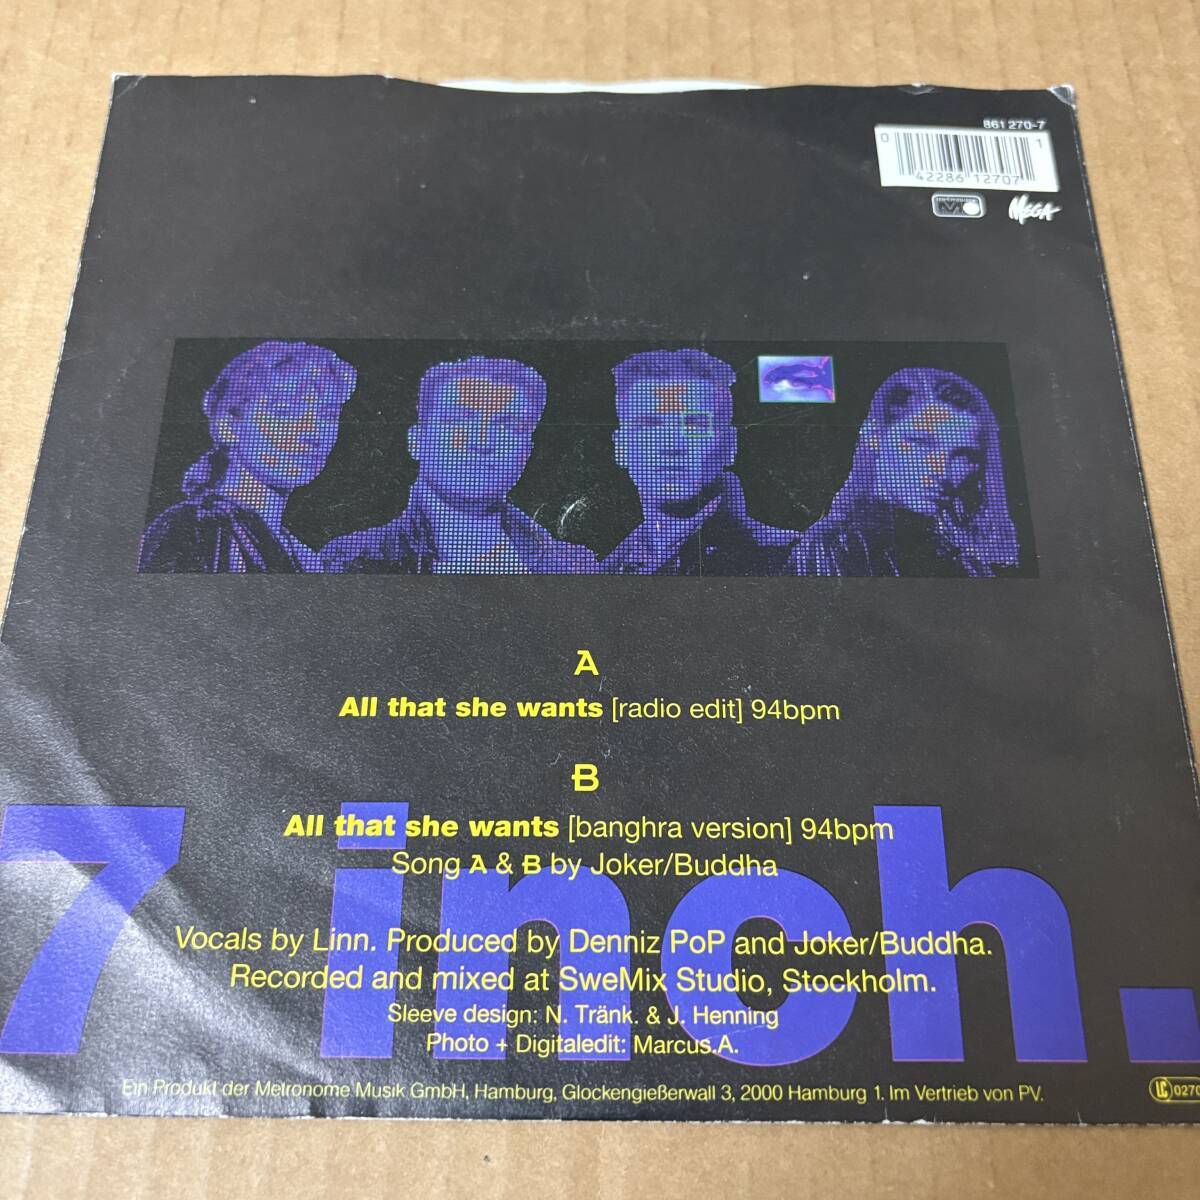 861 270-7
0 42286 12707 1
MEGA
A
All that she wants [radio edit] 94bpm
B
All that she wants [banghra version] 94bpm
Song A & B by Joker/Buddha
7 inch.
Vocals by Linn. Produced by Denniz PoP and Joker/Buddha.
Recorded and mixed at SweMix Studio, Stockholm.
Sleeve design: N. Tränk. & J. Henning
Photo + Digitaledit: Marcus.A.
Ein Produkt der Metronome Musik GmbH, Hamburg, Glockengießerwall 3, 2000 Hamburg 1. Im Vertrieb von PV.
LC 0270